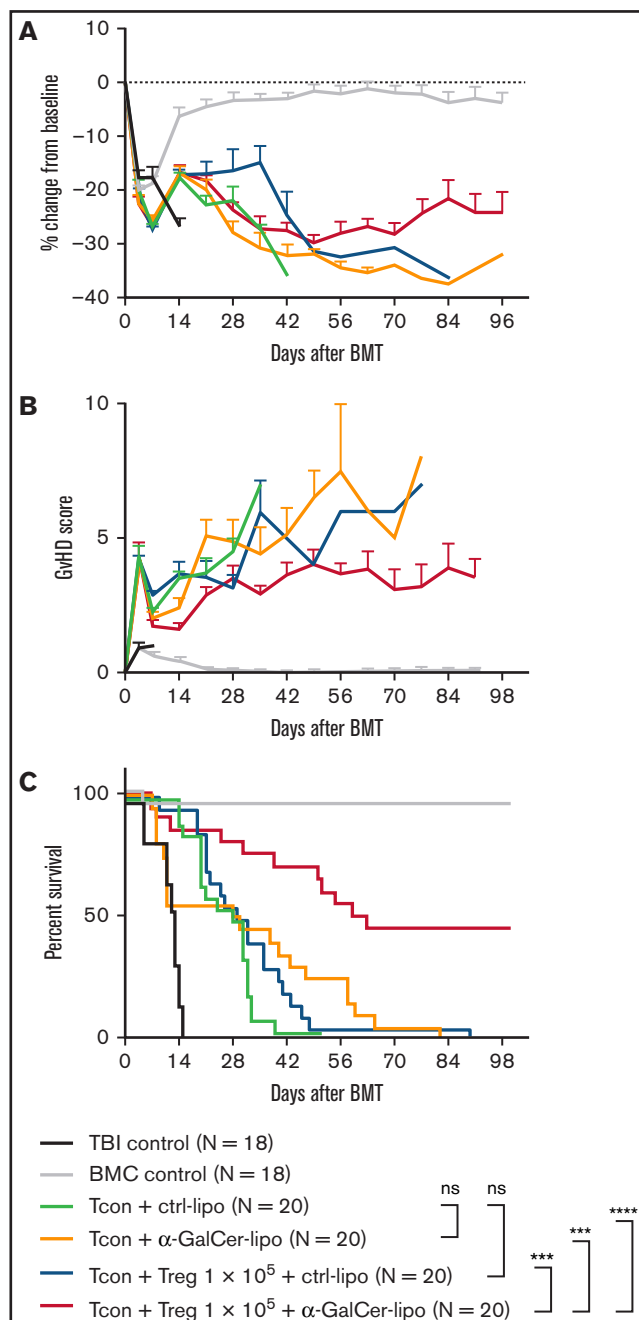 A
0
−10
−20
−30
−40
% change from baseline
0 14 28 42 56 70 84 96
Days after BMT
B
10
5
0
GvHD score
0 14 28 42 56 70 84 98
Days after BMT
C
100
50
0
Percent survival
0 14 28 42 56 70 84 98
Days after BMT
TBI control (N = 18)
BMC control (N = 18)
Tcon + ctrl-lipo (N = 20)
Tcon + α-GalCer-lipo (N = 20)
Tcon + Treg 1 × 10⁵ + ctrl-lipo (N = 20)
Tcon + Treg 1 × 10⁵ + α-GalCer-lipo (N = 20)
ns ns
****
***
***